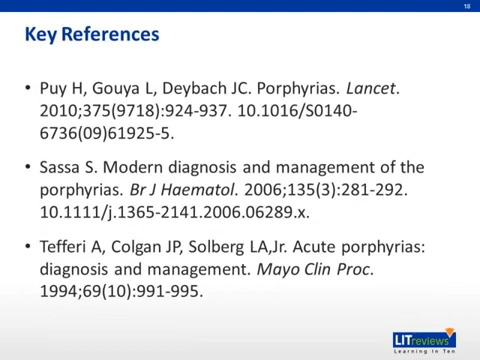 18
Key References
• Puy H, Gouya L, Deybach JC. Porphyrias. Lancet.
2010;375(9718):924-937. 10.1016/S0140-
6736(09)61925-5.
• Sassa S. Modern diagnosis and management of the
porphyrias. Br J Haematol. 2006;135(3):281-292.
10.1111/j.1365-2141.2006.06289.x.
• Tefferi A, Colgan JP, Solberg LA,Jr. Acute porphyrias:
diagnosis and management. Mayo Clin Proc.
1994;69(10):991-995.
LITreviews
Learning In Ten